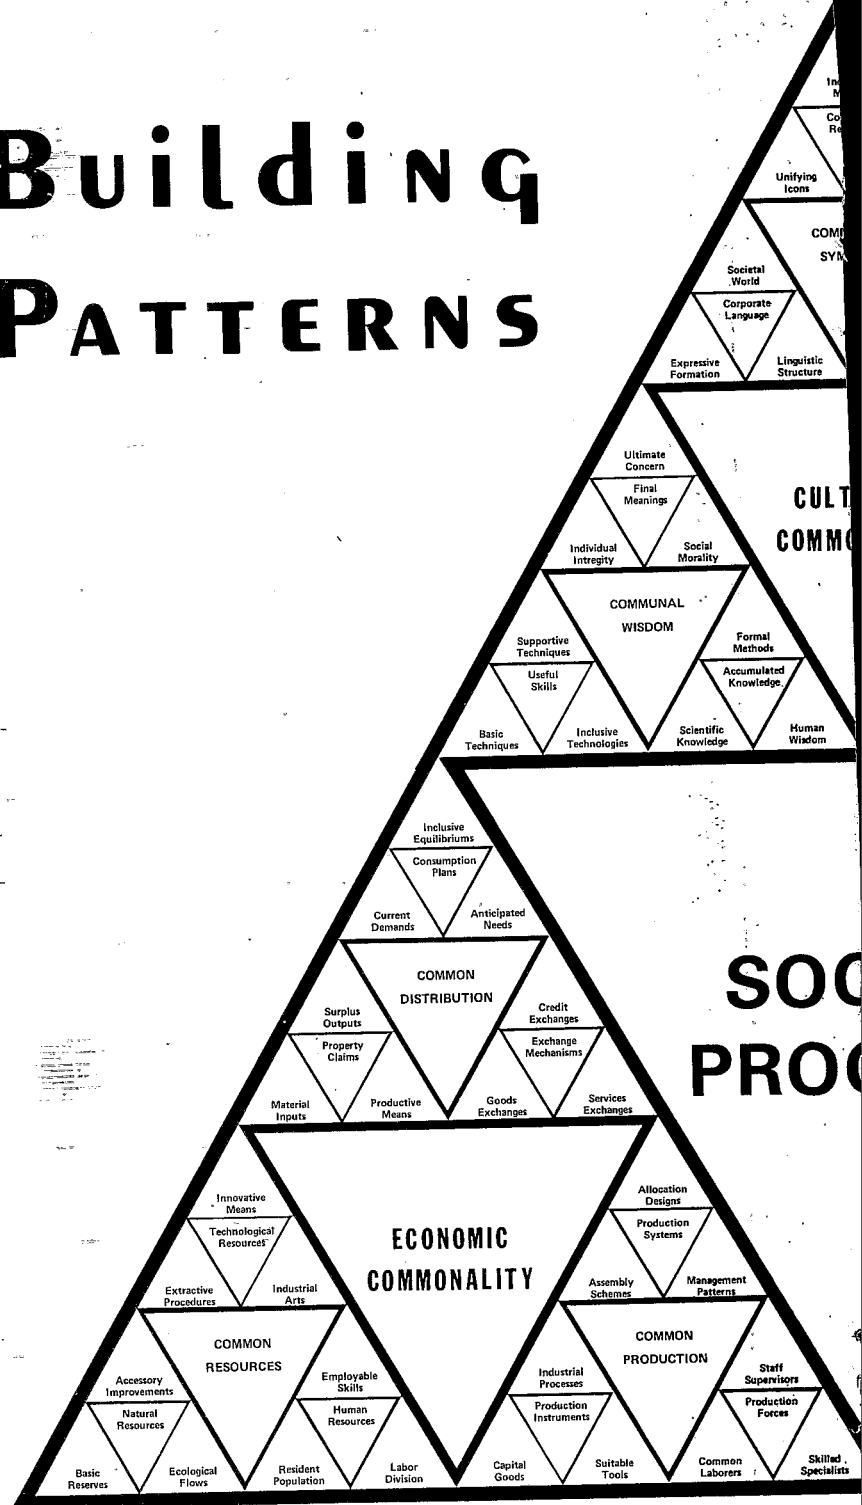 Building
PATTERNS
Unifying
Icons
Societal
World
Corporate
Language
Expressive
Formation
Linguistic
Structure
Ultimate
Concern
Final
Meanings
Individual
Intregity
Social
Morality
COMMUNAL
WISDOM
Supportive
Techniques
Useful
Skills
Basic
Techniques
Inclusive
Technologies
Formal
Methods
Accumulated
Knowledge
Scientific
Knowledge
Human
Wisdom
Inclusive
Equilibriums
Consumption
Plans
Current
Demands
Anticipated
Needs
COMMON
DISTRIBUTION
Surplus
Outputs
Property
Claims
Material
Inputs
Productive
Means
Credit
Exchanges
Exchange
Mechanisms
Goods
Exchanges
Services
Exchanges
Innovative
Means
Technological
Resources
Extractive
Procedures
Industrial
Arts
ECONOMIC
COMMONALITY
Allocation
Designs
Production
Systems
Assembly
Schemes
Management
Patterns
COMMON
RESOURCES
Accessory
Improvements
Natural
Resources
Basic
Reserves
Ecological
Flows
Employable
Skills
Human
Resources
Resident
Population
Labor
Division
COMMON
PRODUCTION
Industrial
Processes
Production
Instruments
Capital
Goods
Suitable
Tools
Staff
Supervisors
Production
Forces
Common
Laborers
Skilled
Specialists